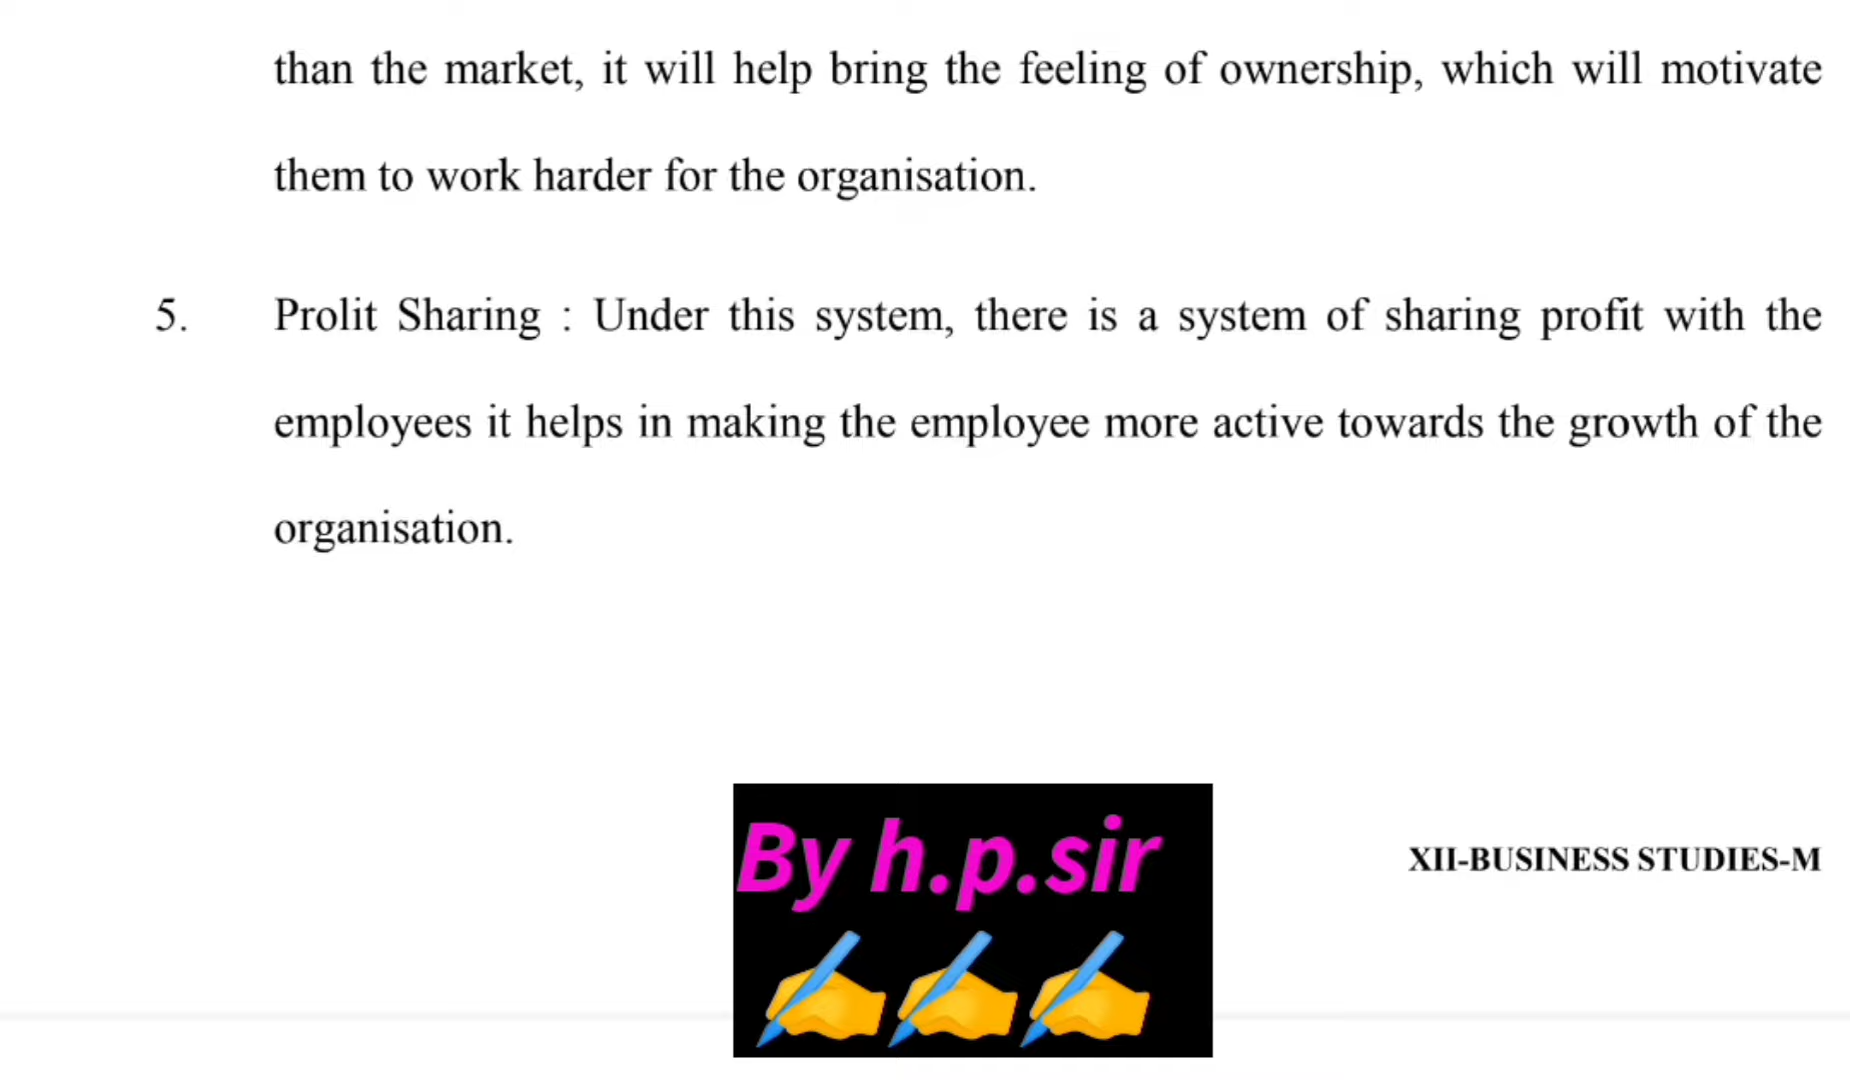 than the market, it will help bring the feeling of ownership, which will motivate
them to work harder for the organisation.
5. Prolit Sharing : Under this system, there is a system of sharing profit with the
employees it helps in making the employee more active towards the growth of the
organisation.
By h.p.sir
XII-BUSINESS STUDIES-M
✍✍✍